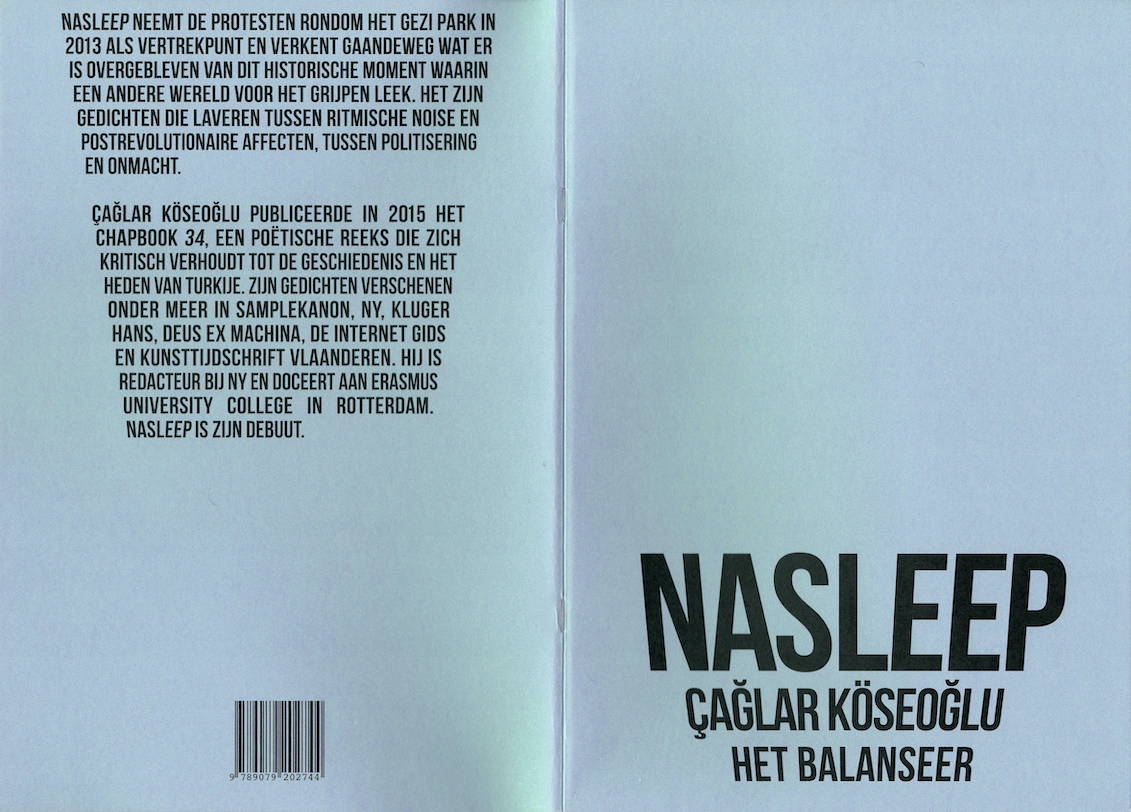 NASLEEP NEEMT DE PROTESTEN RONDOM HET GEZI PARK IN
2013 ALS VERTREKPUNT EN VERKENT GAANDEWEG WAT ER
IS OVERGEBLEVEN VAN DIT HISTORISCHE MOMENT WAARIN
EEN ANDERE WERELD VOOR HET GRIJPEN LEEK. HET ZIJN
GEDICHTEN DIE LAVEREN TUSSEN RITMISCHE NOISE EN
POSTREVOLUTIONAIRE AFFECTEN, TUSSEN POLITISERING
EN ONMACHT.
ÇAĞLAR KÖSEOĞLU PUBLICEERDE IN 2015 HET
CHAPBOOK 34, EEN POËTISCHE REEKS DIE ZICH
KRITISCH VERHOUDT TOT DE GESCHIEDENIS EN HET
HEDEN VAN TURKIJE. ZIJN GEDICHTEN VERSCHENEN
ONDER MEER IN SAMPLEKANON, NY, KLUGER
HANS, DEUS EX MACHINA, DE INTERNET GIDS
EN KUNSTTIJDSCHRIFT VLAANDEREN. HIJ IS
REDACTEUR BIJ NY EN DOCEERT AAN ERASMUS
UNIVERSITY COLLEGE IN ROTTERDAM.
NASLEEP IS ZIJN DEBUUT.
9 789079 202744
NASLEEP
ÇAĞLAR KÖSEOĞLU
HET BALANSEER